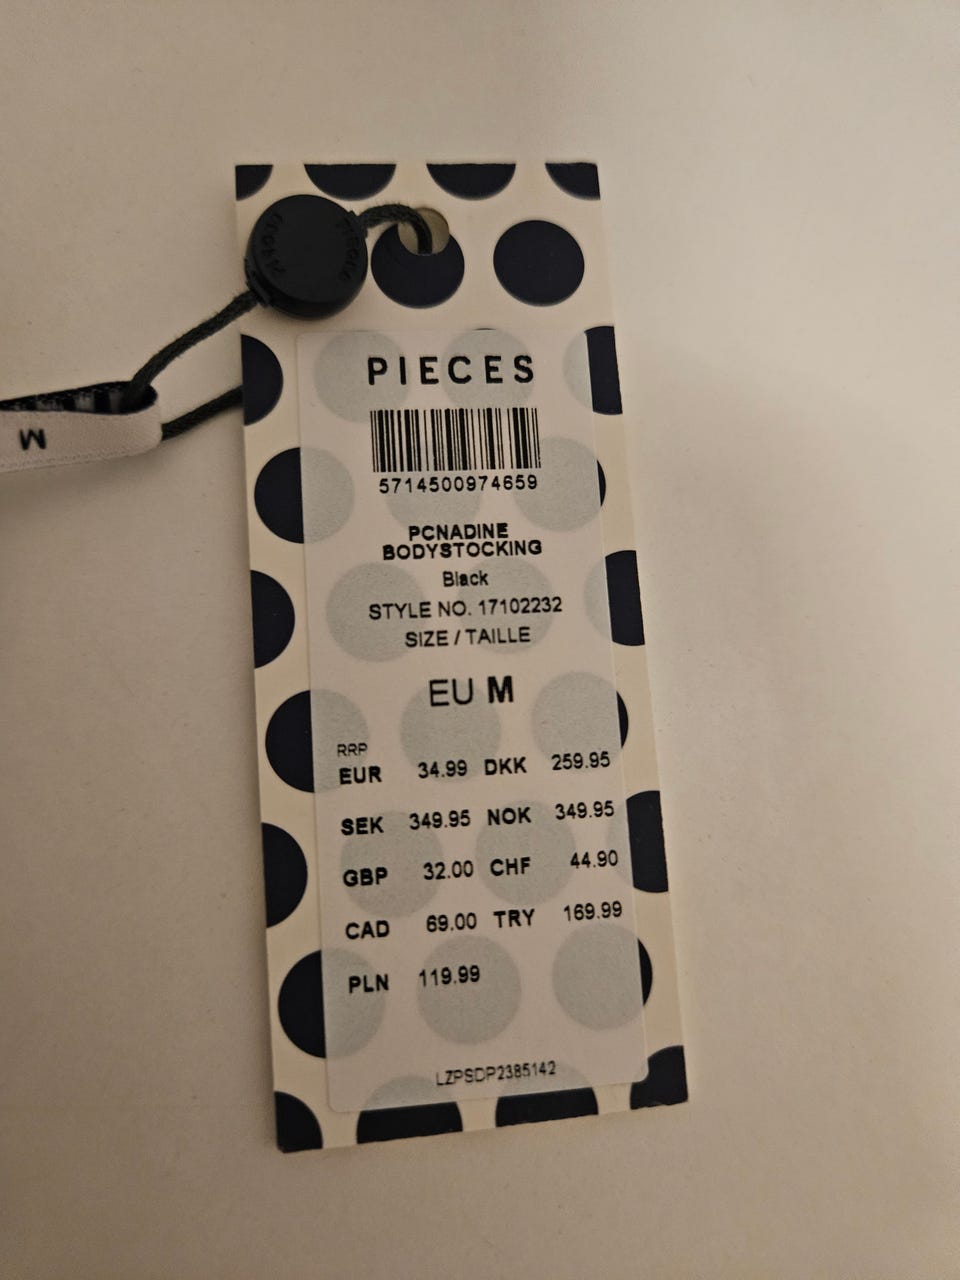 PIECES
5714500974659
PCNADINE
BODYSTOCKING
Black
STYLE NO. 17102232
SIZE / TAILLE
EU M
RRP
EUR 34.99 DKK 259.95
SEK 349.95 NOK 349.95
GBP 32.00 CHF 44.90
CAD 69.00 TRY 169.99
PLN 119.99
LZPSDP2385142
M
PIECES